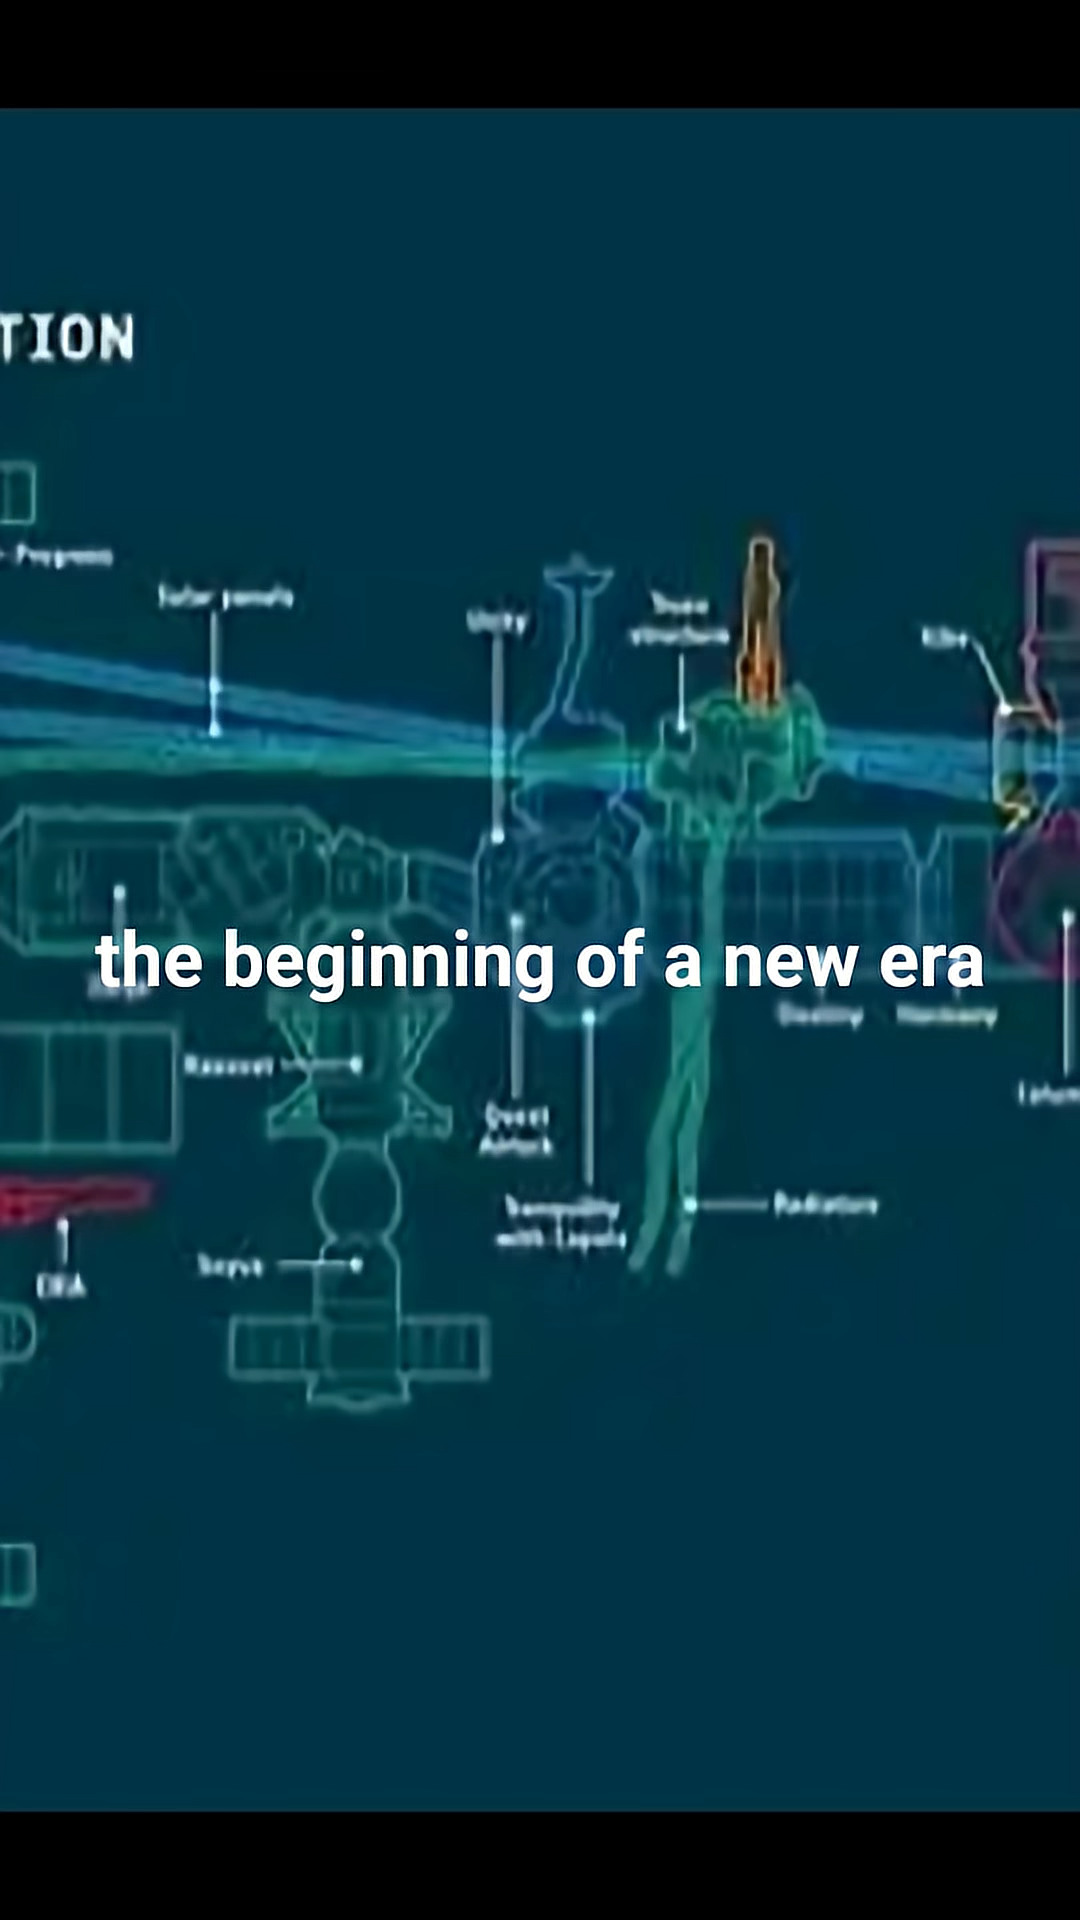 TION
Progress
Solar panels
Unity
Truss
structure
the beginning of a new era
Destiny
Harmony
Rassvet
Quest
Airlock
Tranquility
with Cupola
Radiators
Soyuz
ERA